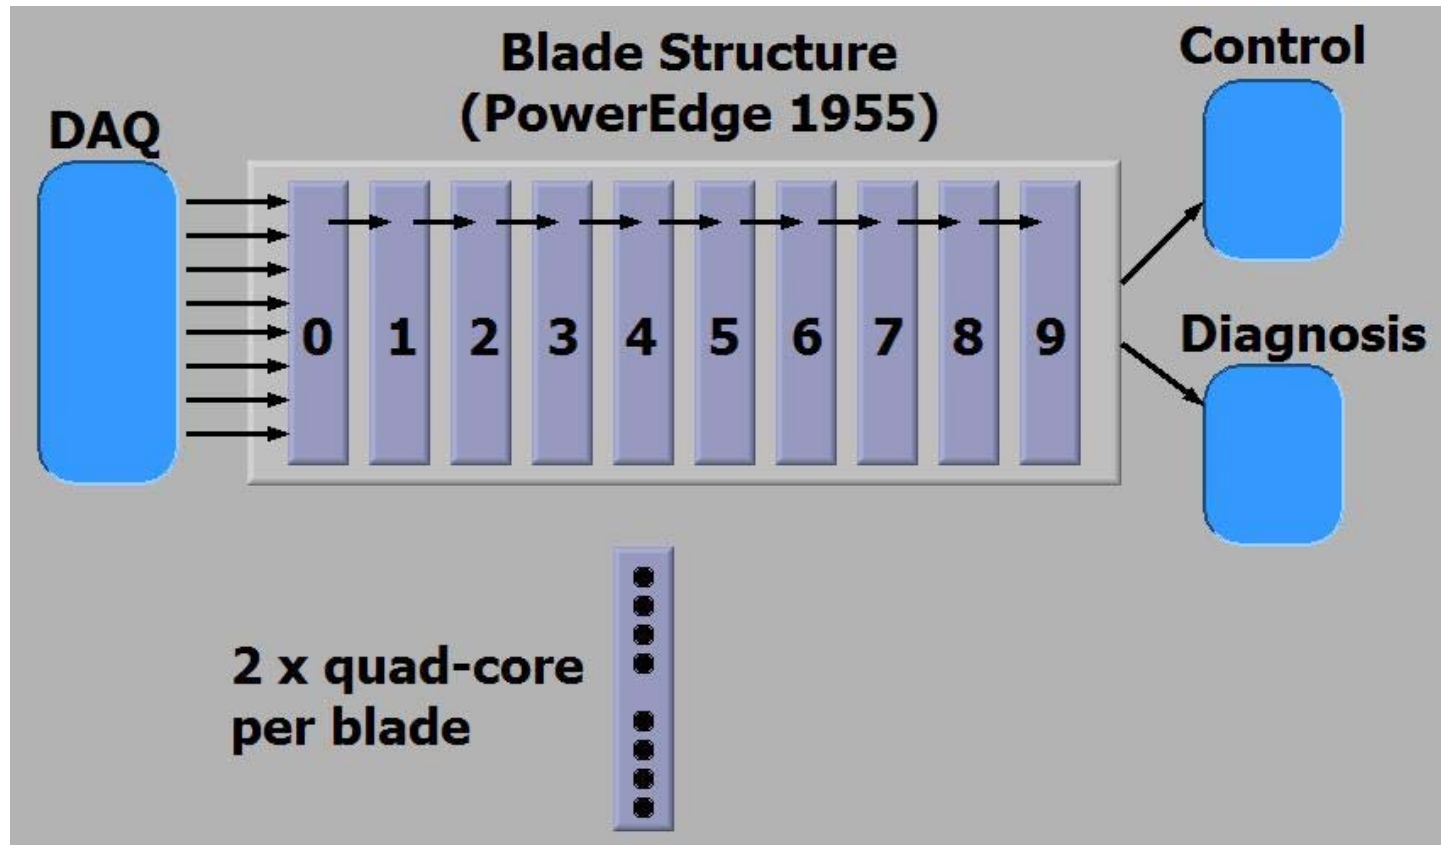 Blade Structure
(PowerEdge 1955)
Control
DAQ
0 1 2 3 4 5 6 7 8 9
Diagnosis
2 x quad-core
per blade